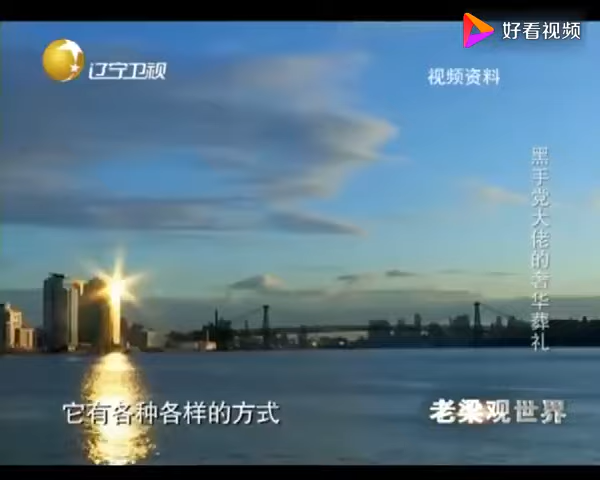 好看视频
辽宁卫视
视频资料
黑手党大佬的奢华葬礼
它有各种各样的方式
老梁观世界